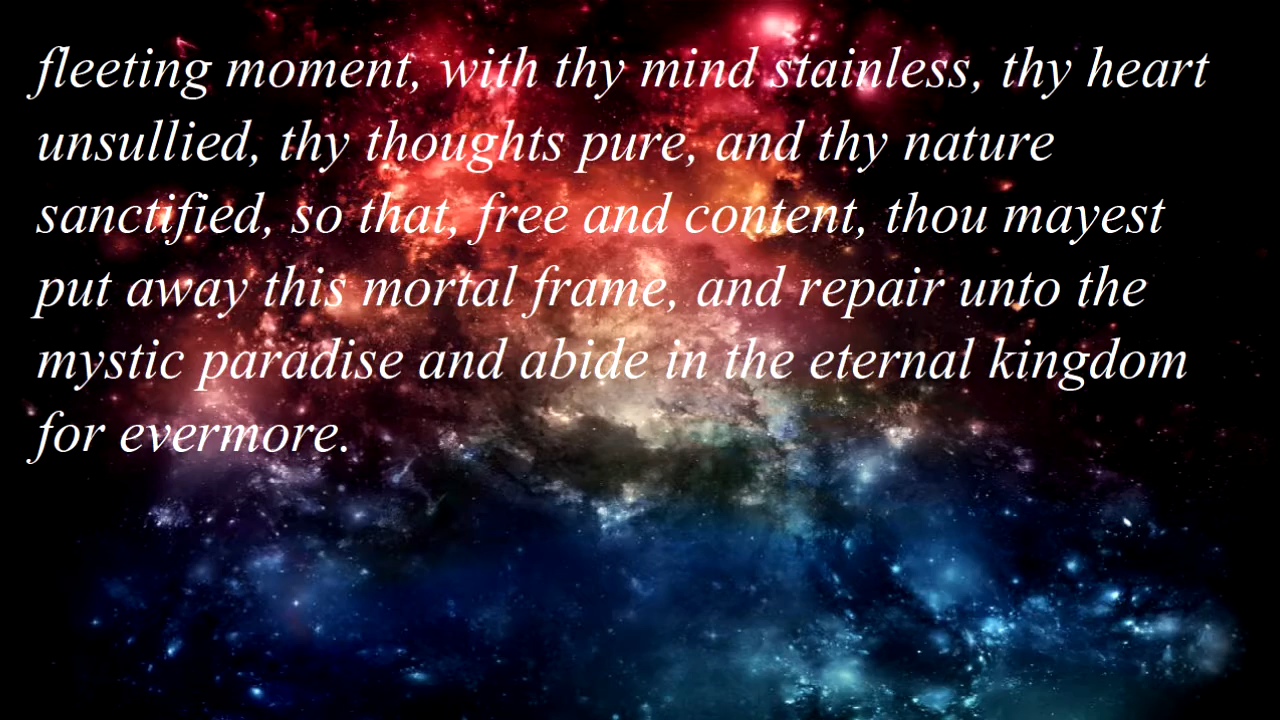 fleeting moment, with thy mind stainless, thy heart
unsullied, thy thoughts pure, and thy nature
sanctified, so that, free and content, thou mayest
put away this mortal frame, and repair unto the
mystic paradise and abide in the eternal kingdom
for evermore.